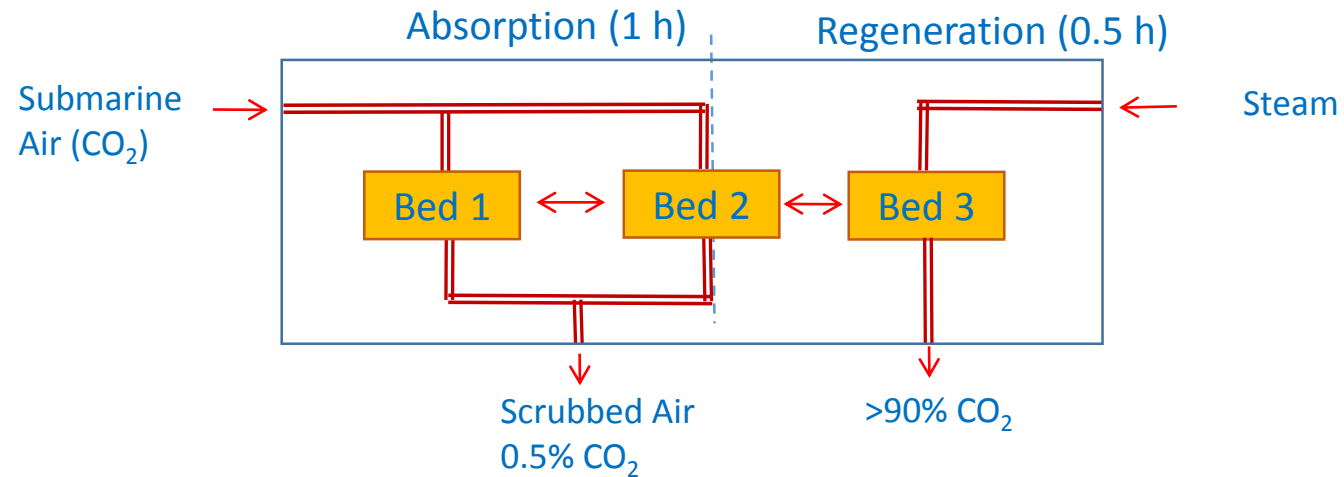 Absorption (1 h)
Regeneration (0.5 h)
Submarine
Air (CO₂)
Steam
Bed 1
Bed 2
Bed 3
Scrubbed Air
0.5% CO₂
>90% CO₂